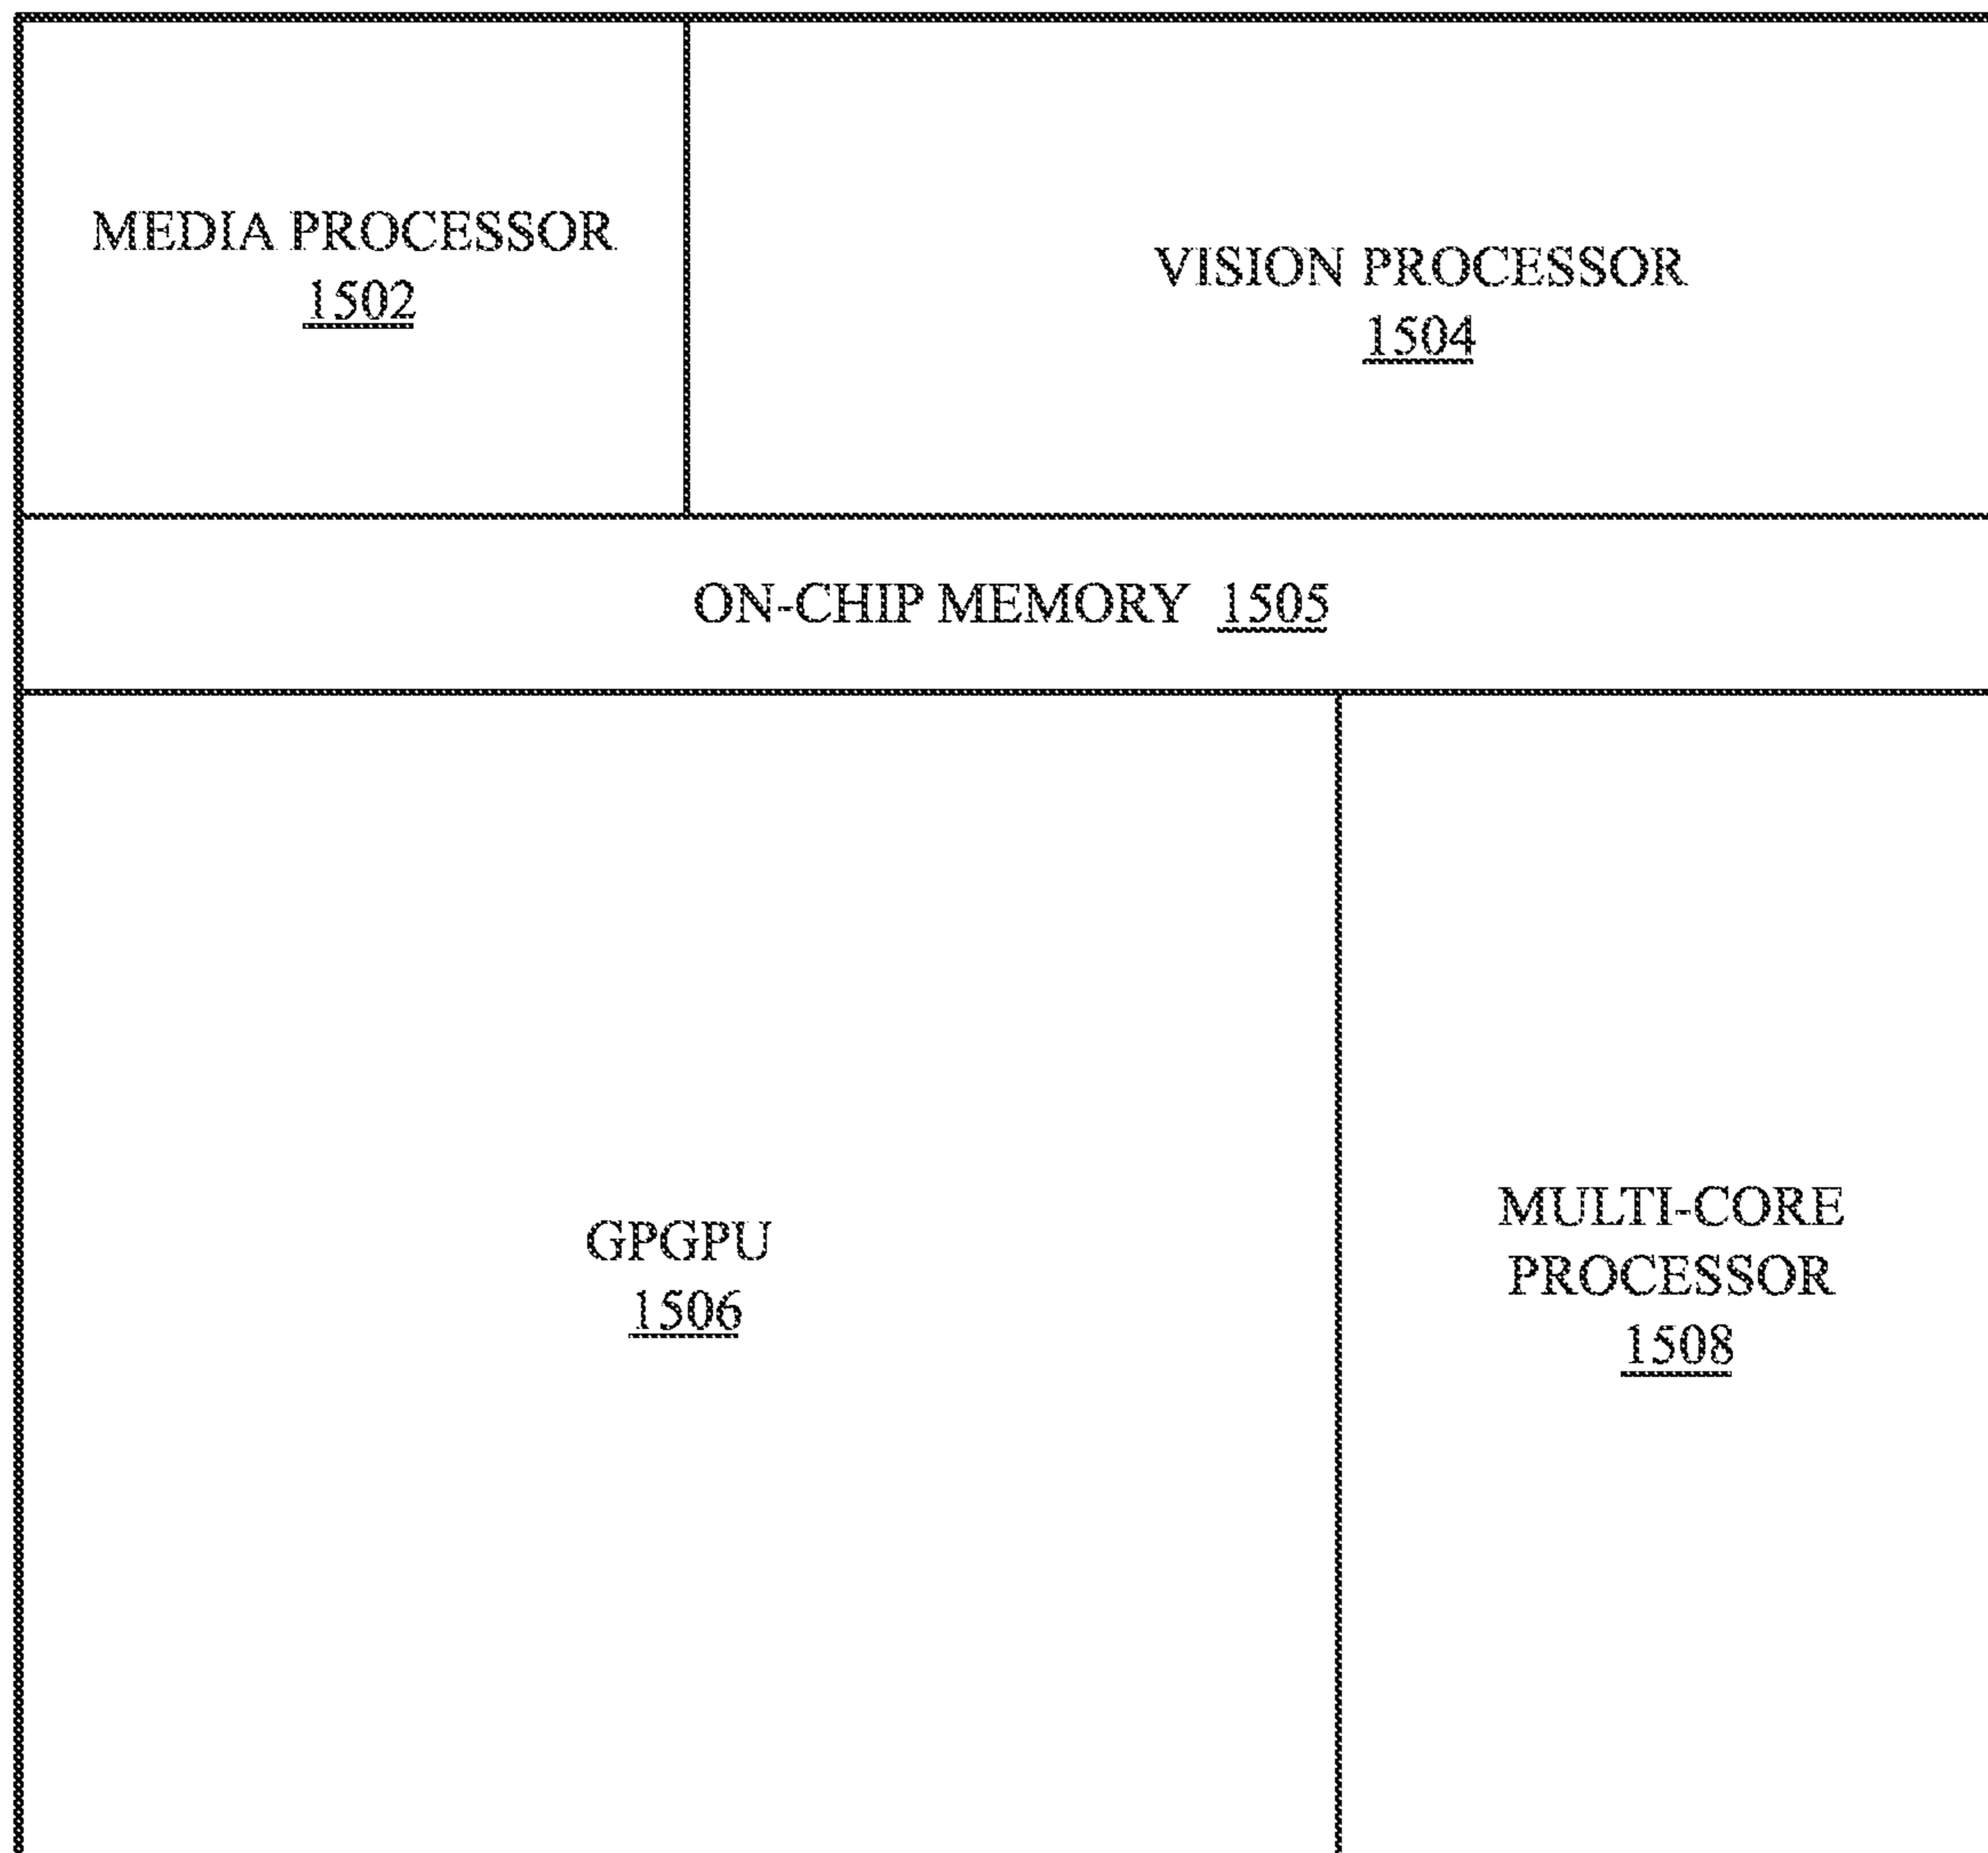 MEDIA PROCESSOR
1502
VISION PROCESSOR
1504
ON-CHIP MEMORY 1505
GPGPU
1506
MULTI-CORE
PROCESSOR
1508